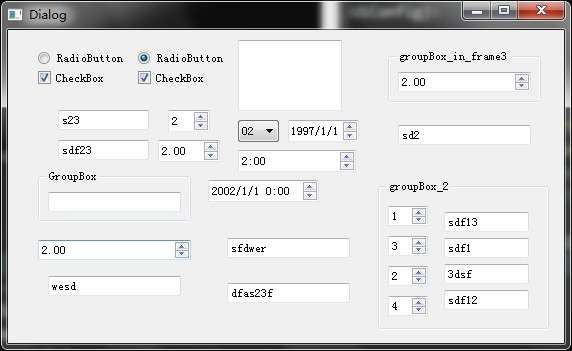 Dialog
RadioButton
RadioButton
CheckBox
CheckBox
s23
2
sdf23
2.00
GroupBox
2.00
wesd
02
1997/1/1
2:00
2002/1/1 0:00
sfdwer
dfas23f
groupBox_in_frame3
2.00
sd2
groupBox_2
1
sdf13
3
sdf1
2
3dsf
4
sdf12